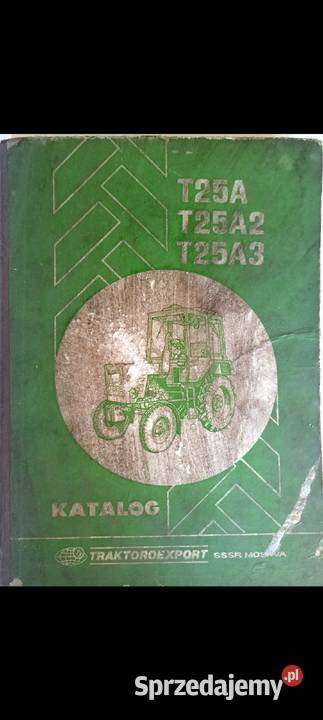 T25A
T25A2
T25A3
KATALOG
TRAKTOROEXPORT SSSR MOSKVA
Sprzedajemy.pl